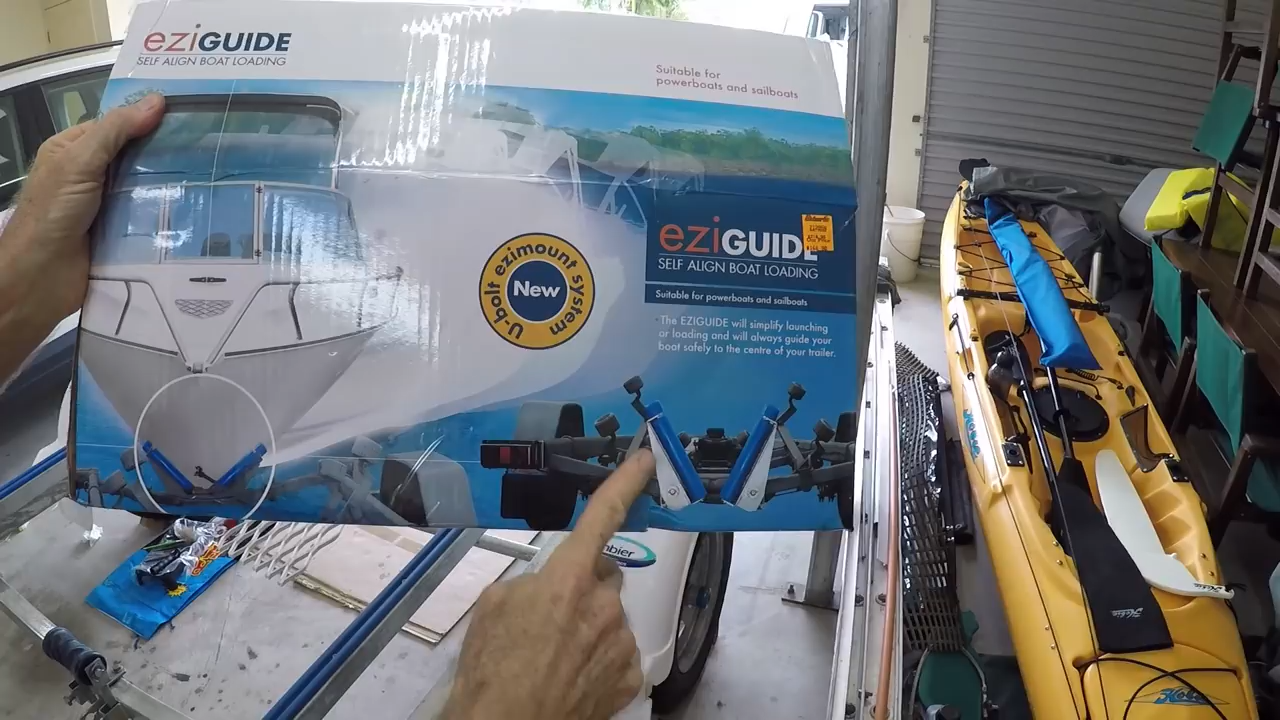 eziGUIDE
SELF ALIGN BOAT LOADING
Suitable for
powerboats and sailboats
U-bolt ezimount system
New
eziGUIDE
SELF ALIGN BOAT LOADING
Suitable for powerboats and sailboats
The EZIGUIDE will simplify launching
or loading and will always guide your
boat safely to the centre of your trailer.
Hobie
Hobie
Hobie